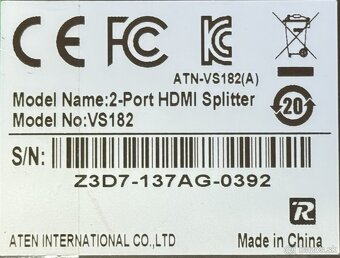 CE FC KC
ATN-VS182(A)
Model Name:2-Port HDMI Splitter
Model No:VS182
20
S/N:
Z3D7-137AG-0392
R
ATEN INTERNATIONAL CO.,LTD
Made in China